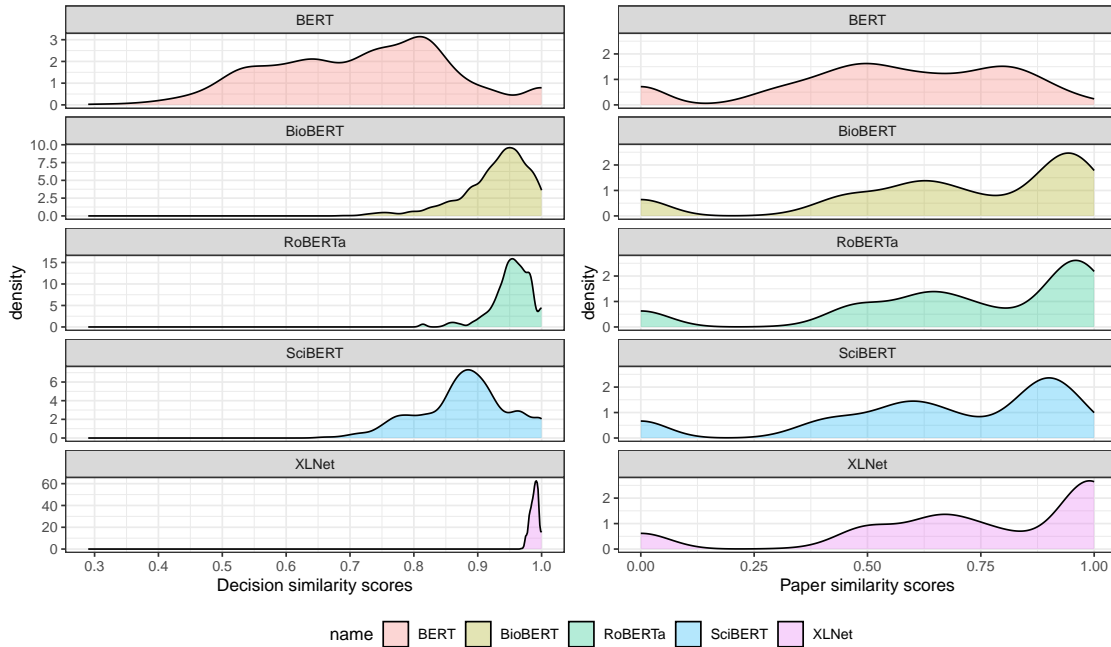 BERT
3
2
1
0
BioBERT
10.0
7.5
5.0
2.5
0.0
RoBERTa
15
10
5
0
SciBERT
6
4
2
0
XLNet
60
40
20
0
density
0.3 0.4 0.5 0.6 0.7 0.8 0.9 1.0
Decision similarity scores
BERT
2
1
0
BioBERT
2
1
0
RoBERTa
2
1
0
SciBERT
2
1
0
XLNet
2
1
0
density
0.00 0.25 0.50 0.75 1.00
Paper similarity scores
name BERT BioBERT RoBERTa SciBERT XLNet